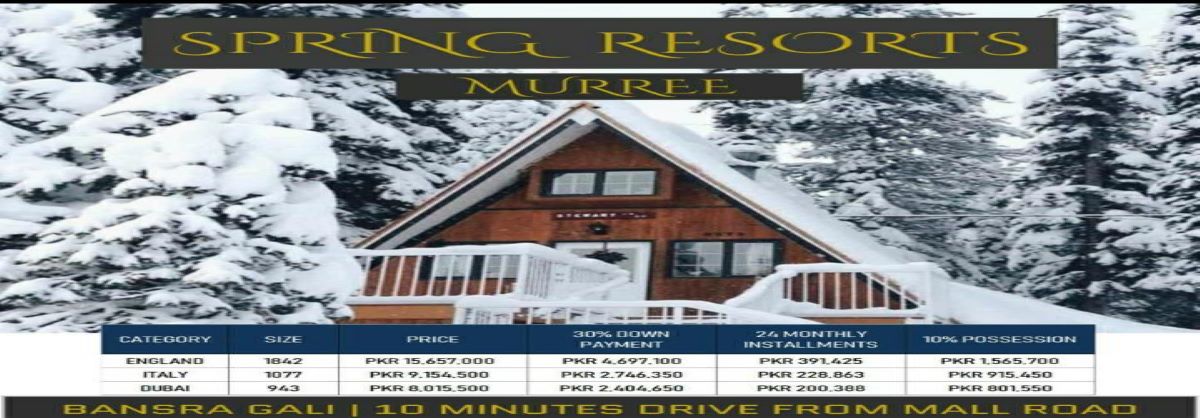 SPRING RESORTS
MURREE
CATEGORY SIZE PRICE 30% DOWN PAYMENT 24 MONTHLY INSTALLMENTS 10% POSSESSION
ENGLAND 1842 PKR 15,657,000 PKR 4,697,100 PKR 391,425 PKR 1,565,700
ITALY 1077 PKR 9,154,500 PKR 2,746,350 PKR 228,863 PKR 915,450
DUBAI 943 PKR 8,015,500 PKR 2,404,650 PKR 200,388 PKR 801,550
BANSRA GALI | 10 MINUTES DRIVE FROM MALL ROAD